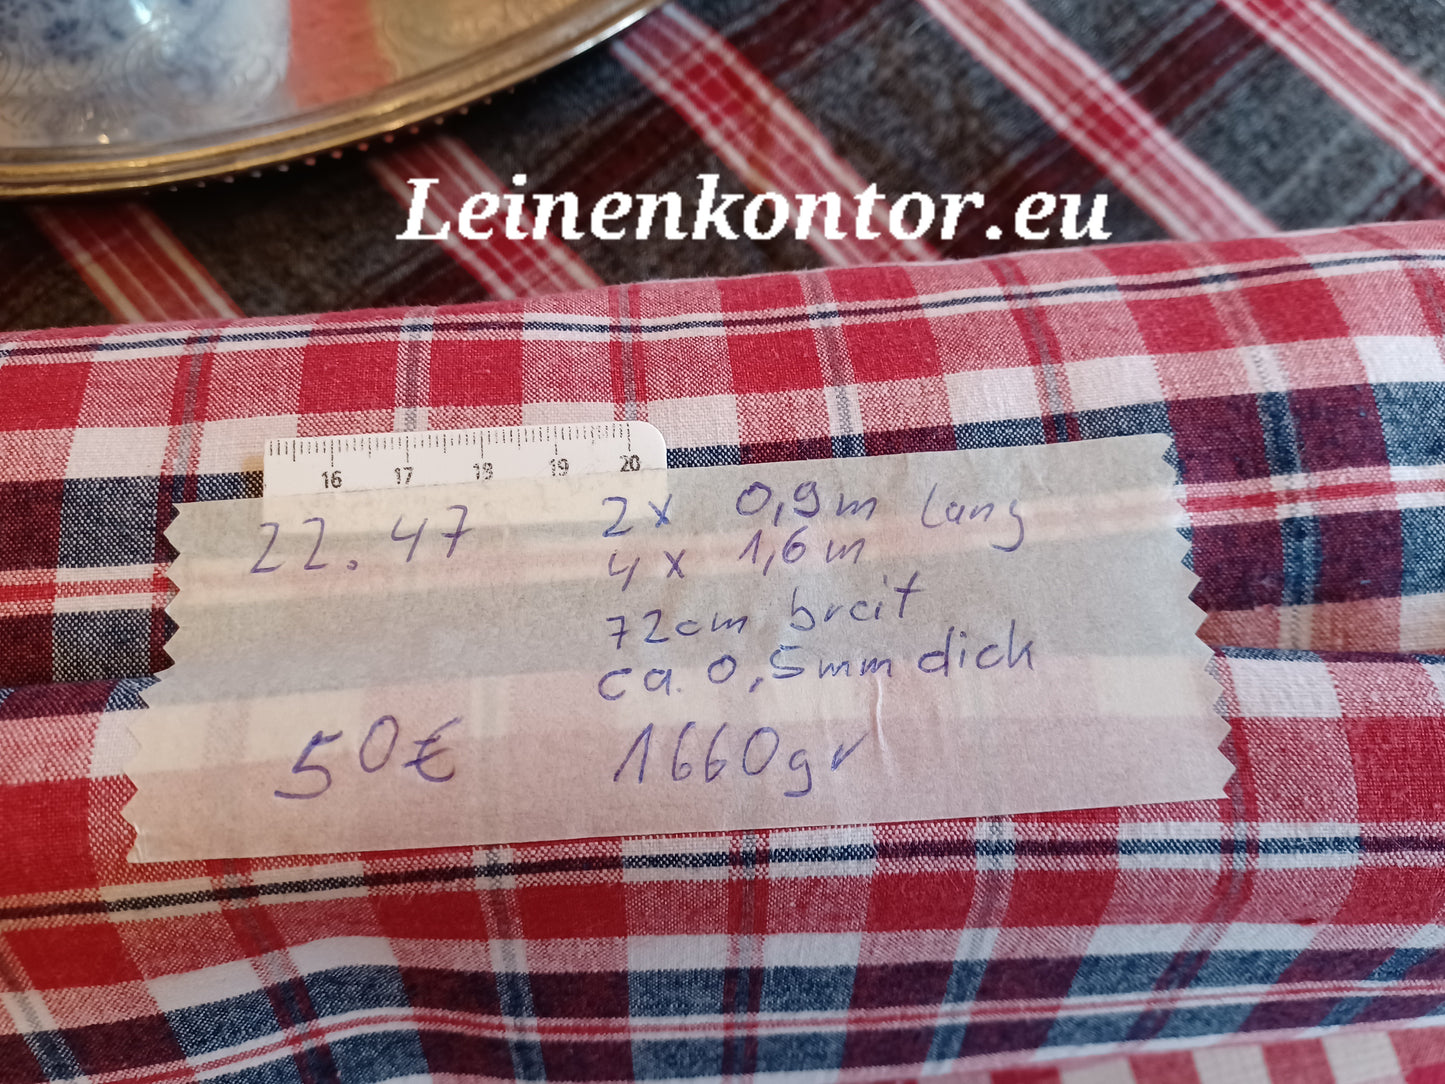 Leinenkontor.eu
16 17 18 19 20
22.47
2x 0,9m lang
4x 1,6m
72cm breit
ca. 0,5mm dick
50€
1660gr